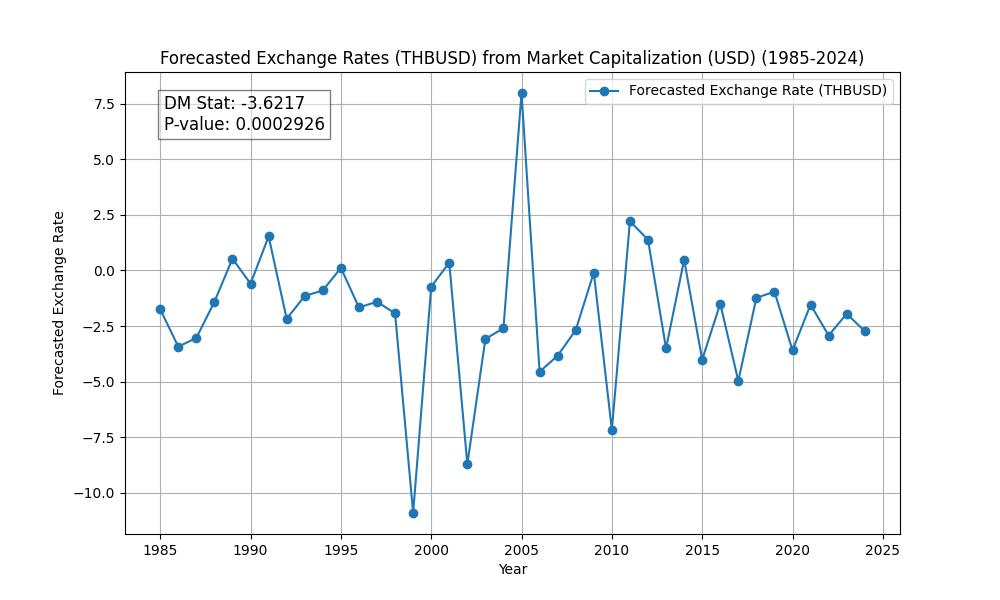 Forecasted Exchange Rates (THBUSD) from Market Capitalization (USD) (1985-2024)
DM Stat: -3.6217
P-value: 0.0002926
Forecasted Exchange Rate (THBUSD)
Forecasted Exchange Rate
7.5
5.0
2.5
0.0
−2.5
−5.0
−7.5
−10.0
1985 1990 1995 2000 2005 2010 2015 2020 2025
Year